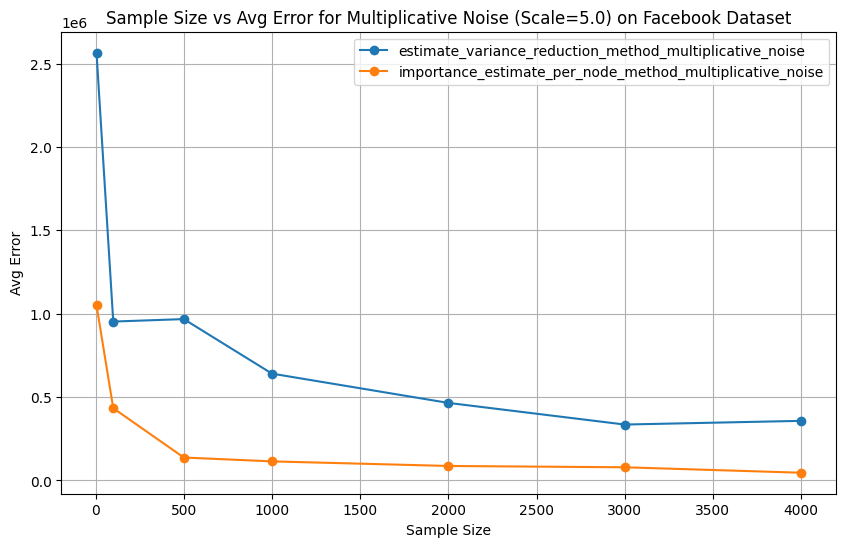 Sample Size vs Avg Error for Multiplicative Noise (Scale=5.0) on Facebook Dataset
1e6
estimate_variance_reduction_method_multiplicative_noise
importance_estimate_per_node_method_multiplicative_noise
2.5
2.0
1.5
1.0
0.5
0.0
Avg Error
0 500 1000 1500 2000 2500 3000 3500 4000
Sample Size